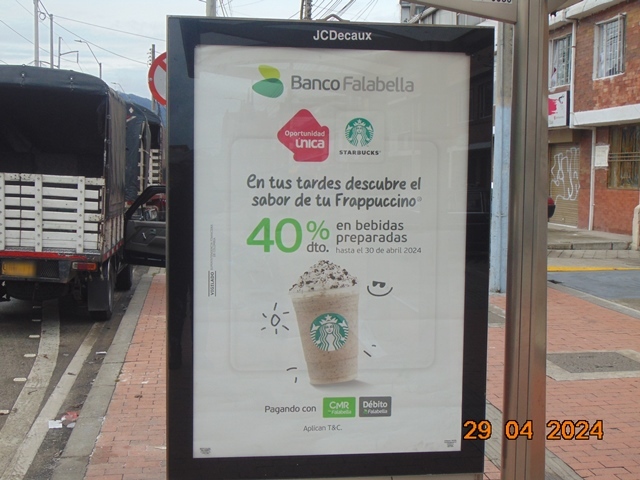 JCDecaux
Banco Falabella
Oportunidad
única
STARBUCKS®
En tus tardes descubre el
sabor de tu Frappuccino®
40%
dto.
en bebidas
preparadas
hasta el 30 de abril 2024
VIGILADO
Pagando con
CMR
Falabella
Débito
Falabella
Aplican T&C.
29 04 2024